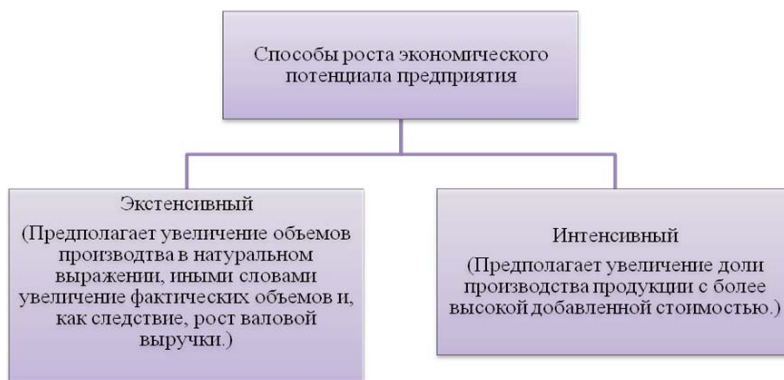 Способы роста экономического
потенциала предприятия
Экстенсивный
(Предполагает увеличение объемов
производтва в натуральном
выражении, иными словами
увеличение фактических объемов и,
как следствие, рост валовой
выручки.)
Интенсивный
(Предполагает увеличение доли
производства продукции с более
высокой добавленной стоимостью.)